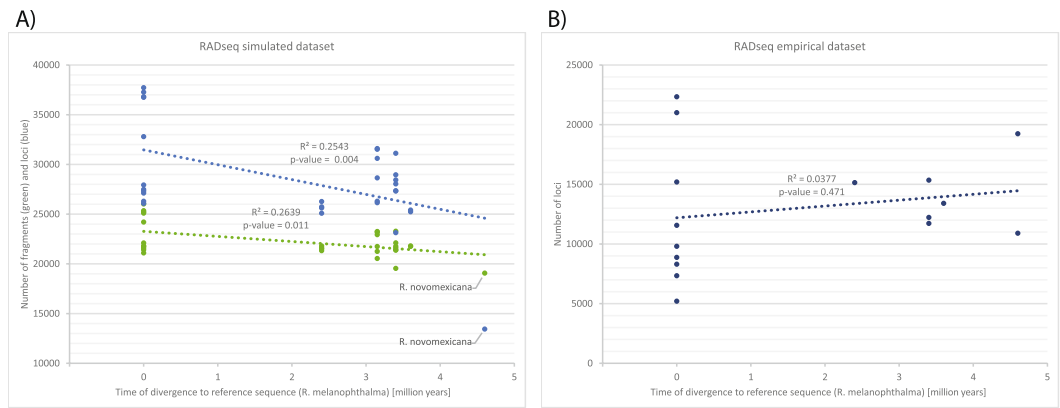 A)
RADseq simulated dataset
Number of fragments (green) and loci (blue)
40000
35000
30000
25000
20000
15000
10000
R² = 0.2543
p-value = 0.004
R² = 0.2639
p-value = 0.011
R. novomexicana
R. novomexicana
0 1 2 3 4 5
Time of divergence to reference sequence (R. melanophthalma) [million years]
B)
RADseq empirical dataset
Number of loci
25000
20000
15000
10000
5000
0
R² = 0.0377
p-value = 0.471
0 1 2 3 4 5
Time of divergence to reference sequence (R. melanophthalma) [million years]